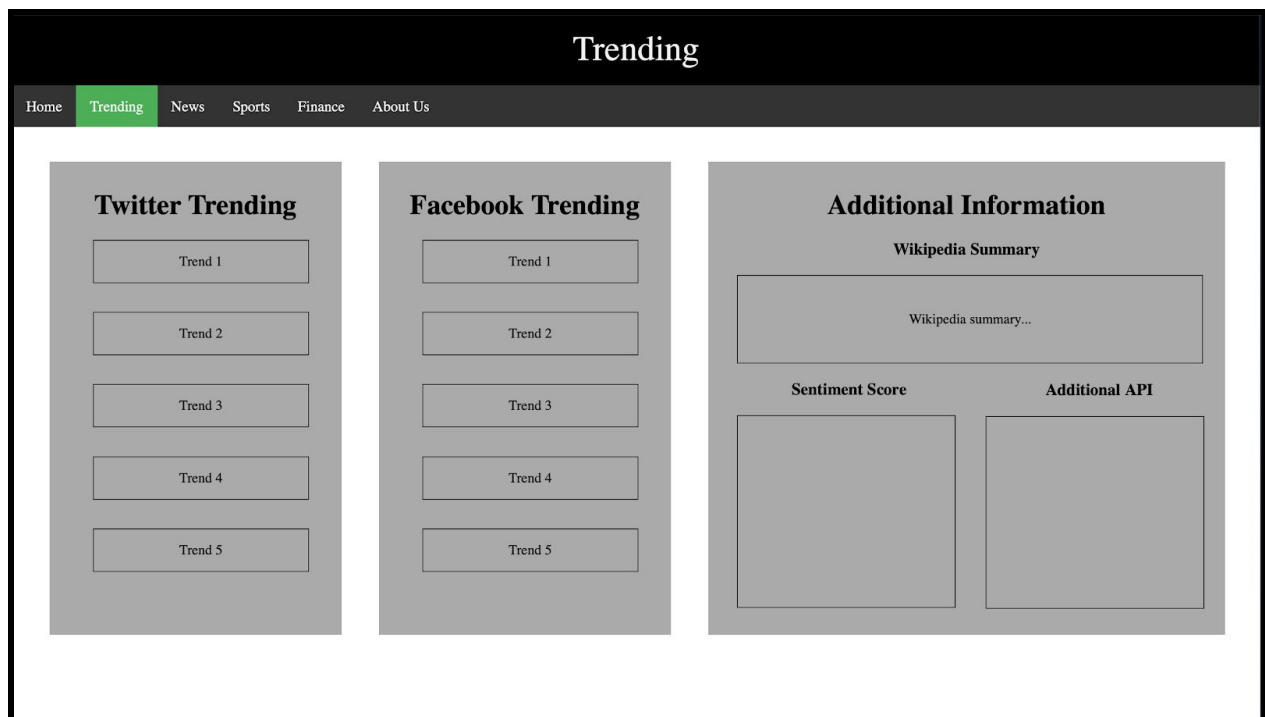 Trending
Home Trending News Sports Finance About Us
Twitter Trending
Trend 1
Trend 2
Trend 3
Trend 4
Trend 5
Facebook Trending
Trend 1
Trend 2
Trend 3
Trend 4
Trend 5
Additional Information
Wikipedia Summary
Wikipedia summary...
Sentiment Score
Additional API